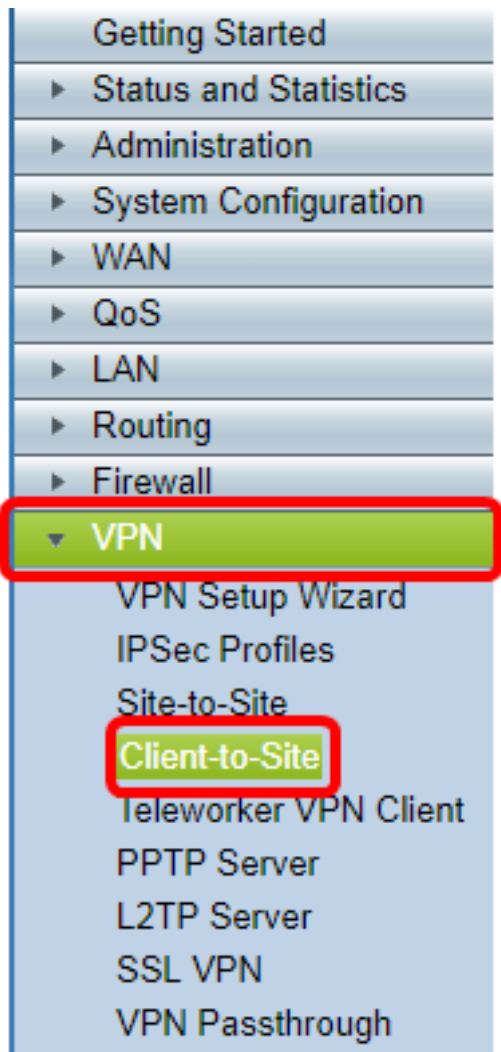 Getting Started
Status and Statistics
Administration
System Configuration
WAN
QoS
LAN
Routing
Firewall
VPN
VPN Setup Wizard
IPSec Profiles
Site-to-Site
Client-to-Site
Teleworker VPN Client
PPTP Server
L2TP Server
SSL VPN
VPN Passthrough